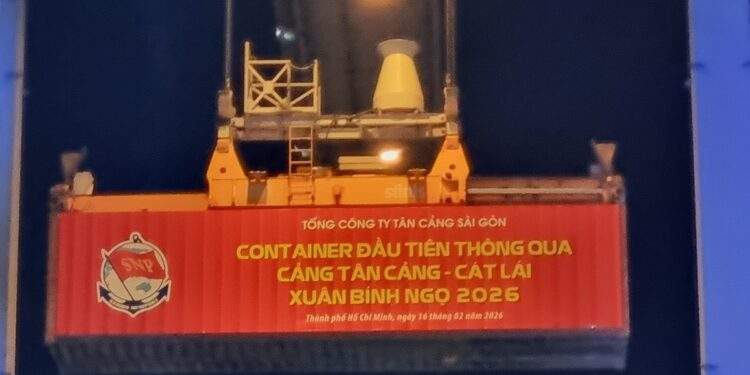 TỔNG CÔNG TY TÂN CẢNG SÀI GÒN
CONTAINER ĐẦU TIÊN THÔNG QUA
CẢNG TÂN CẢNG - CÁT LÁI
XUÂN BÍNH NGỌ 2026
Thành phố Hồ Chí Minh, ngày 16 tháng 02 năm 2026
SNP